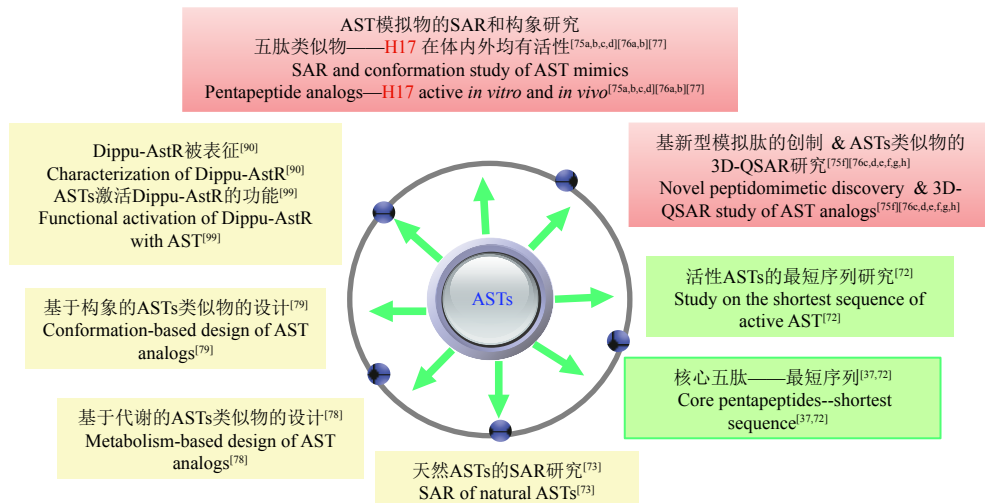 AST模拟物的SAR和构象研究
五肽类似物——H17 在体内外均有活性[75a,b,c,d][76a,b][77]
SAR and conformation study of AST mimics
Pentapeptide analogs—H17 active in vitro and in vivo[75a,b,c,d][76a,b][77]
Dippu-AstR被表征[90]
Characterization of Dippu-AstR[90]
ASTs激活Dippu-AstR的功能[99]
Functional activation of Dippu-AstR
with AST[99]
基新型模拟肽的创制 & ASTs类似物的
3D-QSAR研究[75f][76c,d,e,f,g,h]
Novel peptidomimetic discovery & 3D-
QSAR study of AST analogs[75f][76c,d,e,f,g,h]
ASTs
活性ASTs的最短序列研究[72]
Study on the shortest sequence of
active AST[72]
基于构象的ASTs类似物的设计[79]
Conformation-based design of AST
analogs[79]
核心五肽——最短序列[37,72]
Core pentapeptides--shortest
sequence[37,72]
基于代谢的ASTs类似物的设计[78]
Metabolism-based design of AST
analogs[78]
天然ASTs的SAR研究[73]
SAR of natural ASTs[73]